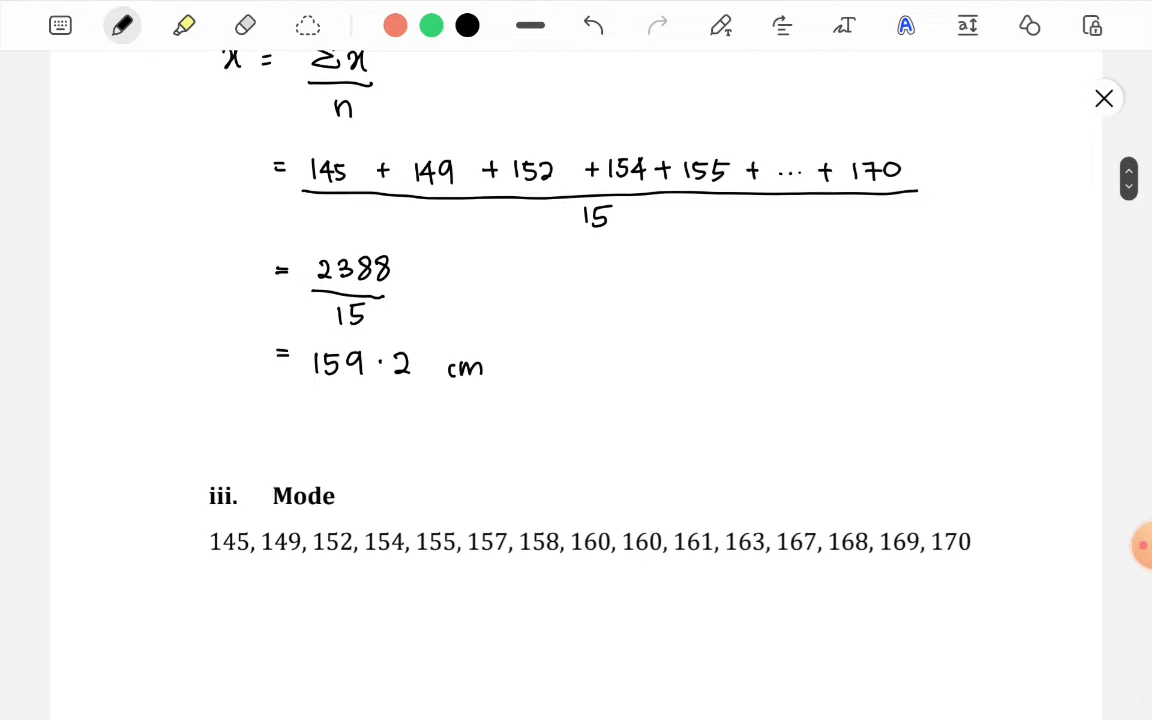 x = Σx
n
= 145 + 149 + 152 + 154 + 155 + ... + 170
15
= 2388
15
= 159.2 cm
iii. Mode
145, 149, 152, 154, 155, 157, 158, 160, 160, 161, 163, 167, 168, 169, 170